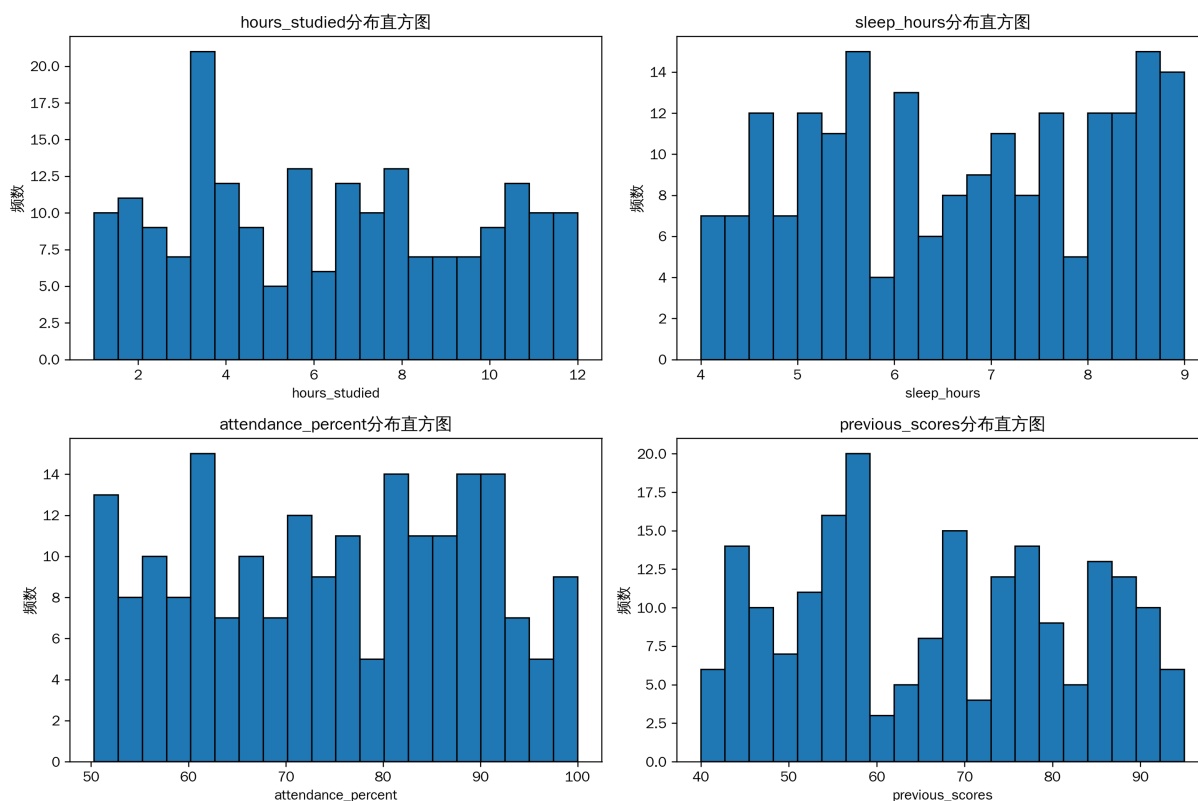 hours_studied分布直方图
频数
20.0
17.5
15.0
12.5
10.0
7.5
5.0
2.5
0.0
2 4 6 8 10 12
hours_studied
sleep_hours分布直方图
频数
14
12
10
8
6
4
2
0
4 5 6 7 8 9
sleep_hours
attendance_percent分布直方图
频数
14
12
10
8
6
4
2
0
50 60 70 80 90 100
attendance_percent
previous_scores分布直方图
频数
20.0
17.5
15.0
12.5
10.0
7.5
5.0
2.5
0.0
40 50 60 70 80 90
previous_scores